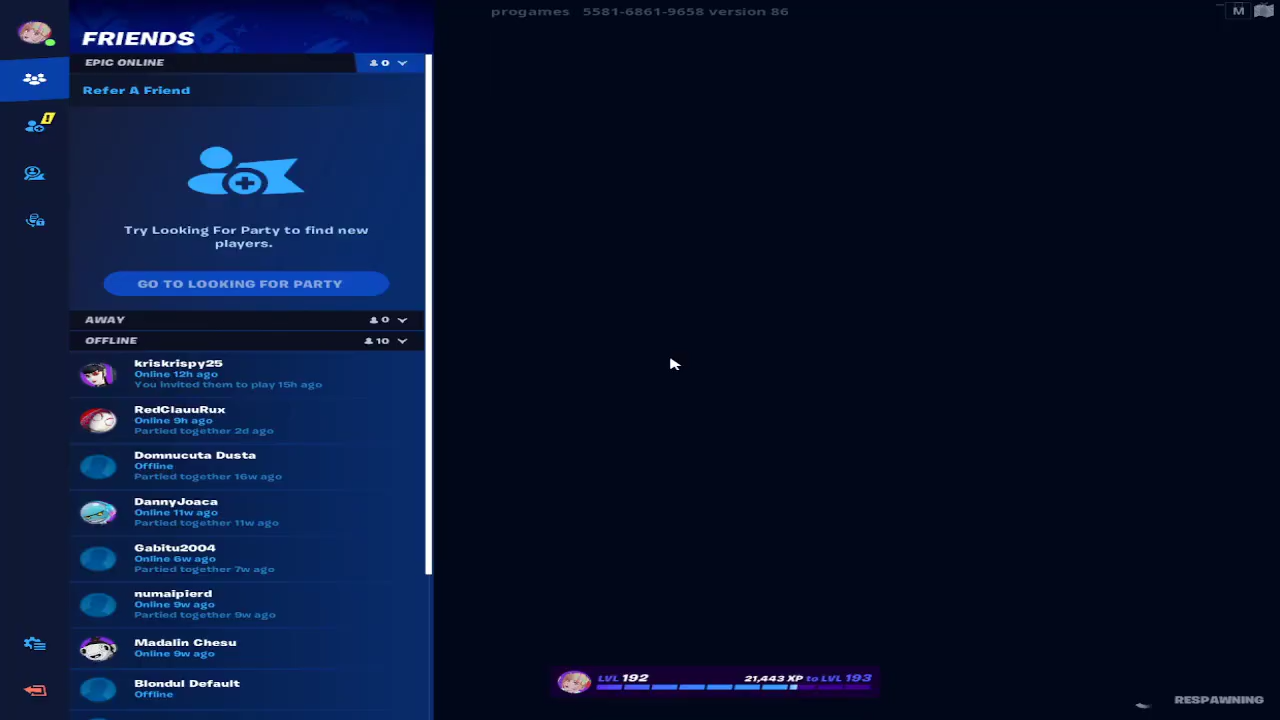 progames 5581-6861-9658 version 86
M
FRIENDS
EPIC ONLINE
0
Refer A Friend
Try Looking For Party to find new
players.
GO TO LOOKING FOR PARTY
AWAY
0
OFFLINE
10
kriskrispy25
Online 12h ago
You invited them to play 15h ago
RedClauuRux
Online 9h ago
Partied together 2d ago
Domnucuta Dusta
Offline
Partied together 16w ago
DannyJoaca
Online 11w ago
Partied together 11w ago
Gabitu2004
Online 6w ago
Partied together 7w ago
numaipierd
Online 9w ago
Partied together 9w ago
Madalin Chesu
Online 9w ago
Blondul Default
Offline
LVL 192
21,443 XP to LVL 193
RESPAWNING